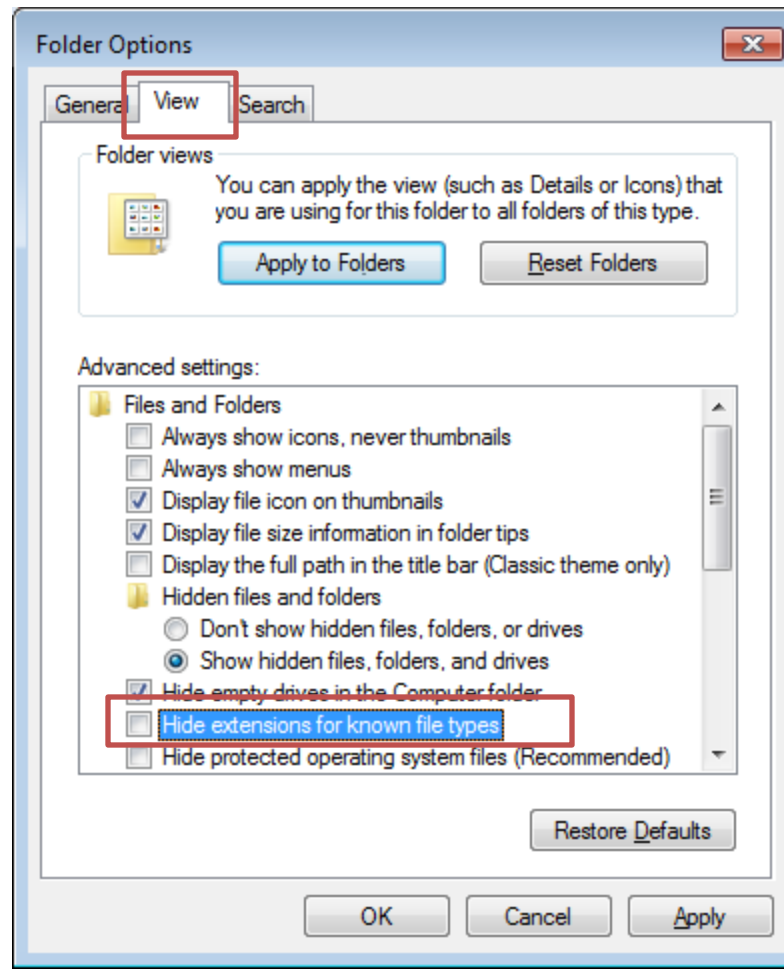 Folder Options
General View Search
Folder views
You can apply the view (such as Details or Icons) that
you are using for this folder to all folders of this type.
Apply to Folders Reset Folders
Advanced settings:
Files and Folders
Always show icons, never thumbnails
Always show menus
Display file icon on thumbnails
Display file size information in folder tips
Display the full path in the title bar (Classic theme only)
Hidden files and folders
Don't show hidden files, folders, or drives
Show hidden files, folders, and drives
Hide empty drives in the Computer folder
Hide extensions for known file types
Hide protected operating system files (Recommended)
Restore Defaults
OK Cancel Apply